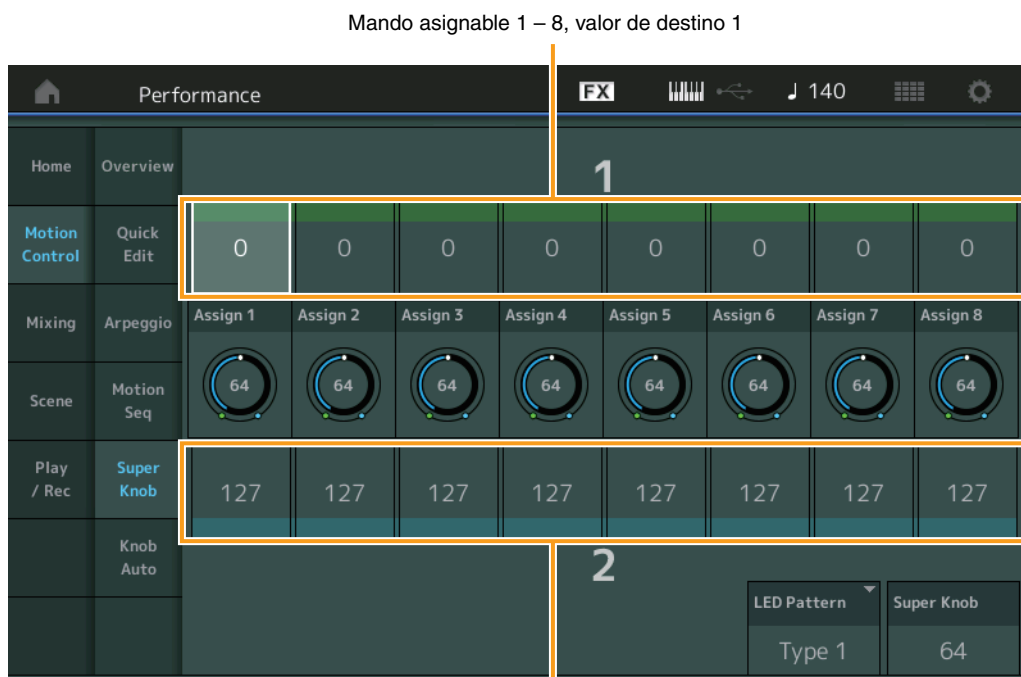 Mando asignable 1 – 8, valor de destino 1
Performance
FX
140
Home
Overview
1
Motion Control
Quick Edit
0 0 0 0 0 0 0 0
Mixing
Arpeggio
Assign 1 Assign 2 Assign 3 Assign 4 Assign 5 Assign 6 Assign 7 Assign 8
64 64 64 64 64 64 64 64
Scene
Motion Seq
Play / Rec
Super Knob
127 127 127 127 127 127 127 127
Knob Auto
2
LED Pattern
Super Knob
Type 1
64